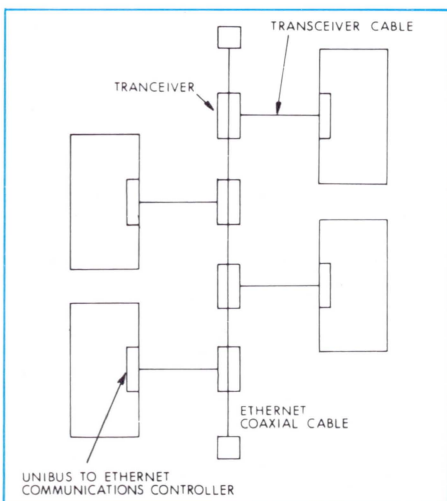 TRANSCEIVER CABLE
TRANCEIVER
ETHERNET
COAXIAL CABLE
UNIBUS TO ETHERNET
COMMUNICATIONS CONTROLLER